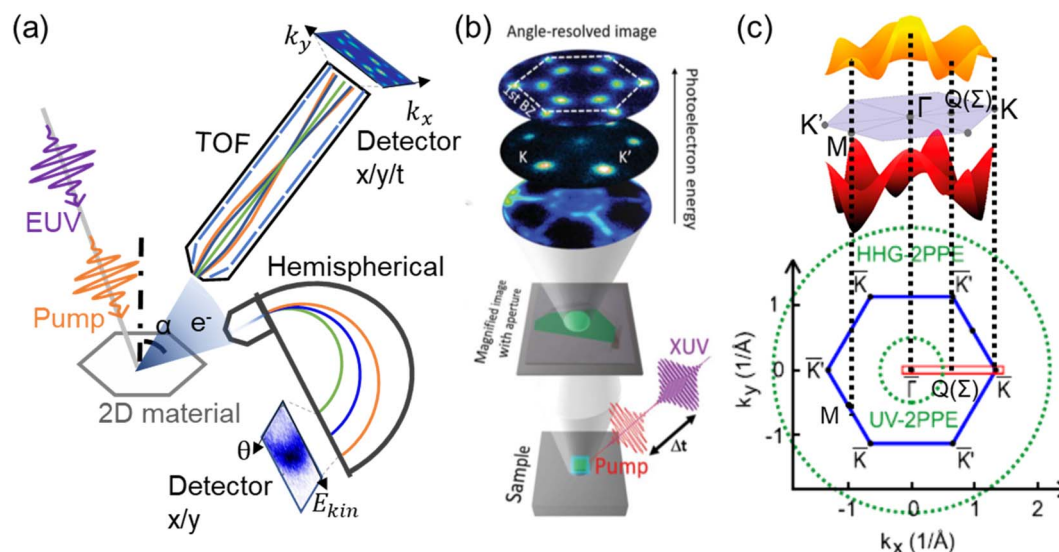 (a)
EUV
Pump
α
e-
2D material
TOF
k_y
k_x
Detector
x/y/t
Hemispherical
θ
E_kin
Detector
x/y
(b)
Angle-resolved image
1st BZ
K
K'
Photoelectron energy
Magnified image
with aperture
XUV
Pump
Δt
Sample
(c)
Γ
Q(Σ)
K
K'
M
HHG-2PPE
K̅
K̅'
K̅'
Γ̅
Q(Σ)
K̅
M
UV-2PPE
K̅
K̅'
k_y (1/Å)
1
0
-1
-1
0
1
2
k_x (1/Å)